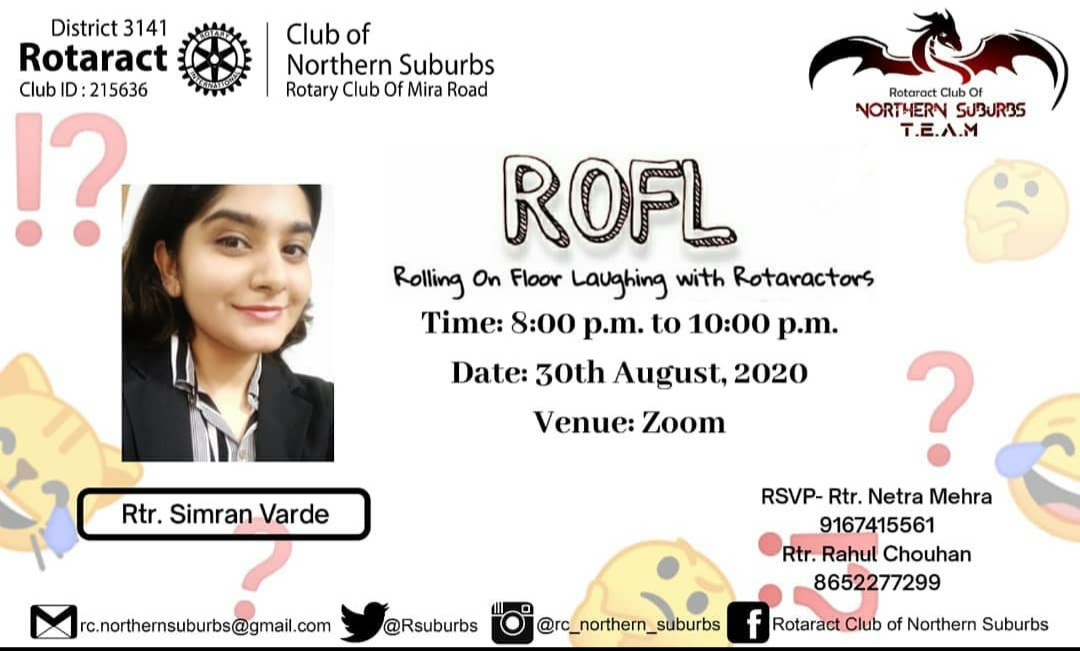 District 3141
Rotaract
Club ID : 215636
ROTARY
INTERNATIONAL
Club of
Northern Suburbs
Rotary Club Of Mira Road
Rotaract Club Of
NORTHERN SUBURBS
T.E.A.M
ROFL
Rolling On Floor Laughing with Rotaractors
Time: 8:00 p.m. to 10:00 p.m.
Date: 30th August, 2020
Venue: Zoom
Rtr. Simran Varde
RSVP- Rtr. Netra Mehra
9167415561
Rtr. Rahul Chouhan
8652277299
rc.northernsuburbs@gmail.com
@Rsuburbs
@rc_northern_suburbs
Rotaract Club of Northern Suburbs